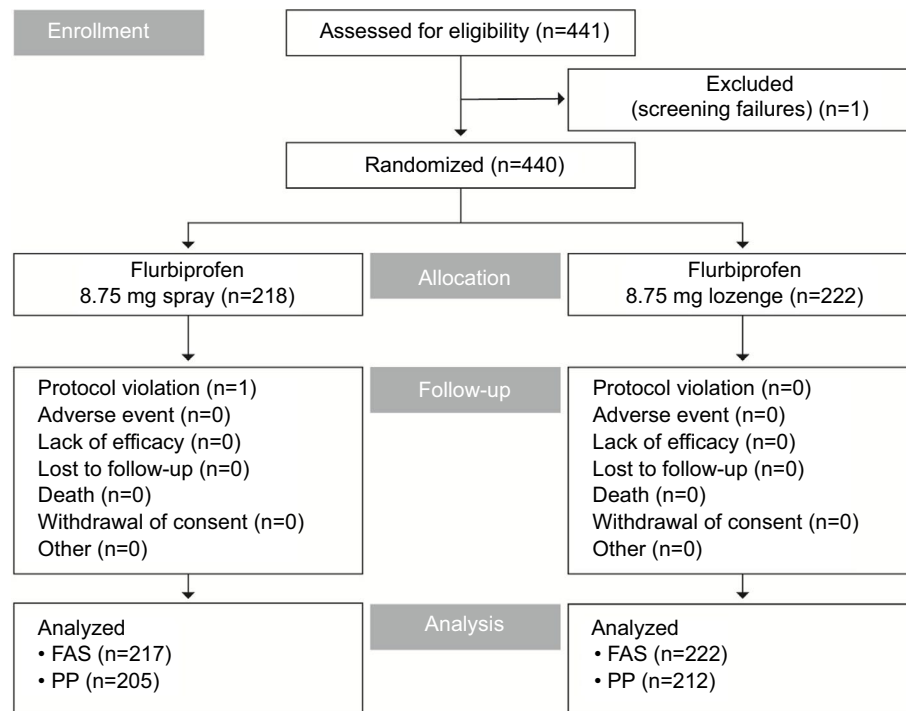 Enrollment
Assessed for eligibility (n=441)
Excluded
(screening failures) (n=1)
Randomized (n=440)
Flurbiprofen
8.75 mg spray (n=218)
Allocation
Flurbiprofen
8.75 mg lozenge (n=222)
Protocol violation (n=1)
Adverse event (n=0)
Lack of efficacy (n=0)
Lost to follow-up (n=0)
Death (n=0)
Withdrawal of consent (n=0)
Other (n=0)
Follow-up
Protocol violation (n=0)
Adverse event (n=0)
Lack of efficacy (n=0)
Lost to follow-up (n=0)
Death (n=0)
Withdrawal of consent (n=0)
Other (n=0)
Analyzed
• FAS (n=217)
• PP (n=205)
Analysis
Analyzed
• FAS (n=222)
• PP (n=212)